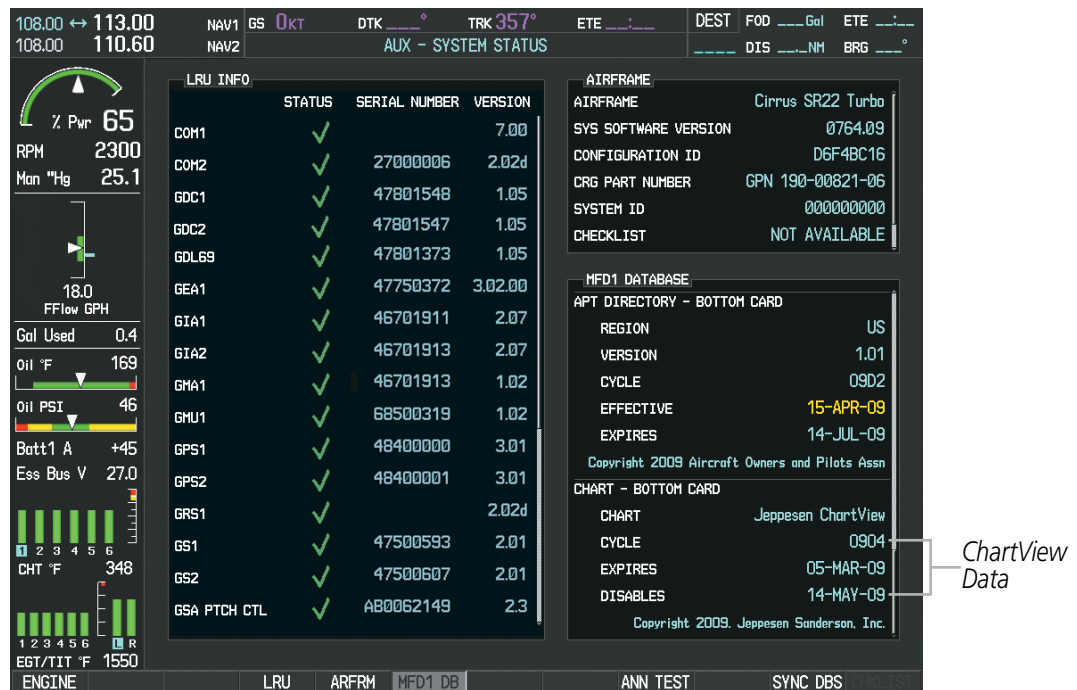 108.00 ↔ 113.00 NAV1 GS 0KT DTK ___° TRK 357° ETE __:__ DEST FOD ___Gal ETE __:__
108.00 110.60 NAV2 AUX – SYSTEM STATUS ____ DIS __._NM BRG ___°
% Pwr 65
RPM 2300
Man "Hg 25.1
18.0
FFlow GPH
Gal Used 0.4
Oil °F 169
Oil PSI 46
Batt1 A +45
Ess Bus V 27.0
1 2 3 4 5 6
CHT °F 348
1 2 3 4 5 6 L R
EGT/TIT °F 1550
LRU INFO
STATUS SERIAL NUMBER VERSION
COM1 ✓ 7.00
COM2 ✓ 27000006 2.02d
GDC1 ✓ 47801548 1.05
GDC2 ✓ 47801547 1.05
GDL69 ✓ 47801373 1.05
GEA1 ✓ 47750372 3.02.00
GIA1 ✓ 46701911 2.07
GIA2 ✓ 46701913 2.07
GMA1 ✓ 46701913 1.02
GMU1 ✓ 68500319 1.02
GPS1 ✓ 48400000 3.01
GPS2 ✓ 48400001 3.01
GRS1 ✓ 2.02d
GS1 ✓ 47500593 2.01
GS2 ✓ 47500607 2.01
GSA PTCH CTL ✓ AB0062149 2.3
AIRFRAME
AIRFRAME Cirrus SR22 Turbo
SYS SOFTWARE VERSION 0764.09
CONFIGURATION ID D6F4BC16
CRG PART NUMBER GPN 190-00821-06
SYSTEM ID 000000000
CHECKLIST NOT AVAILABLE
MFD1 DATABASE
APT DIRECTORY – BOTTOM CARD
REGION US
VERSION 1.01
CYCLE 09D2
EFFECTIVE 15-APR-09
EXPIRES 14-JUL-09
Copyright 2009 Aircraft Owners and Pilots Assn
CHART – BOTTOM CARD
CHART Jeppesen ChartView
CYCLE 0904
EXPIRES 05-MAR-09
DISABLES 14-MAY-09
Copyright 2009, Jeppesen Sanderson, Inc.
ChartView
Data
ENGINE LRU ARFRM MFD1 DB ANN TEST SYNC DBS CHKLIST